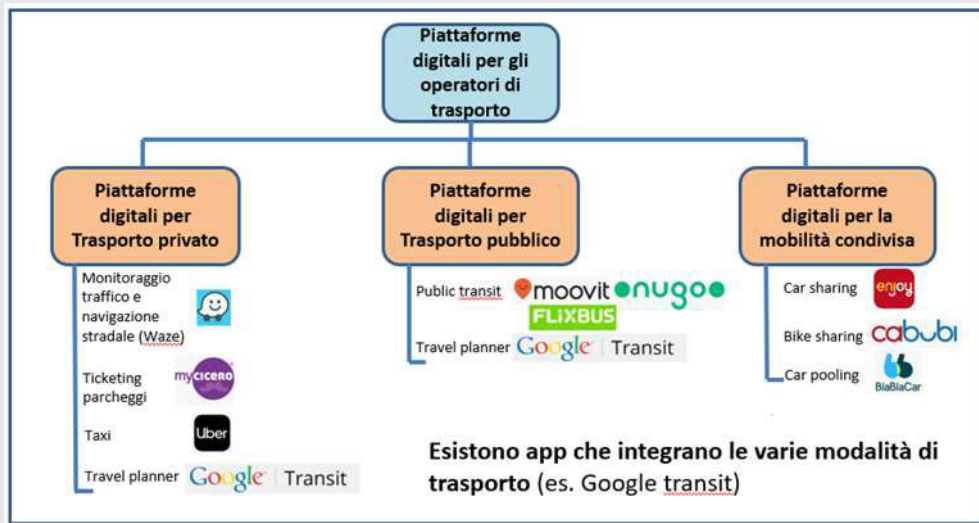 Piattaforme
digitali per gli
operatori di
trasporto
Piattaforme
digitali per
Trasporto privato
Monitoraggio
traffico e
navigazione
stradale (Waze)
Ticketing
parcheggi
mycicero
Taxi
Uber
Travel planner
Google Transit
Piattaforme
digitali per
Trasporto pubblico
Public transit
moovit
nugo
FLiXBUS
Travel planner
Google Transit
Piattaforme
digitali per la
mobilità condivisa
Car sharing
enjoy
Bike sharing
cabubi
Car pooling
BlaBlaCar
Esistono app che integrano le varie modalità di
trasporto (es. Google transit)